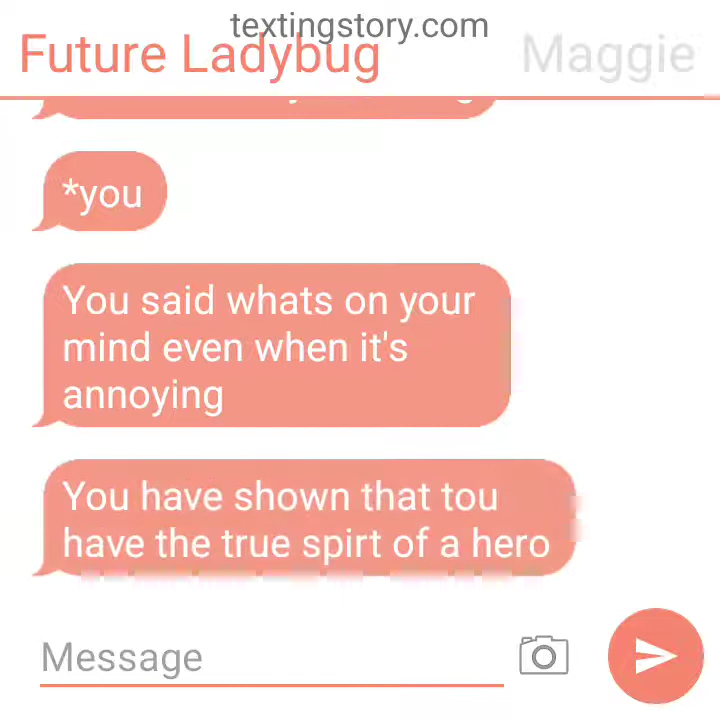 textingstory.com
Future Ladybug
Maggie
*you
You said whats on your
mind even when it's
annoying
You have shown that tou
have the true spirt of a hero
Message